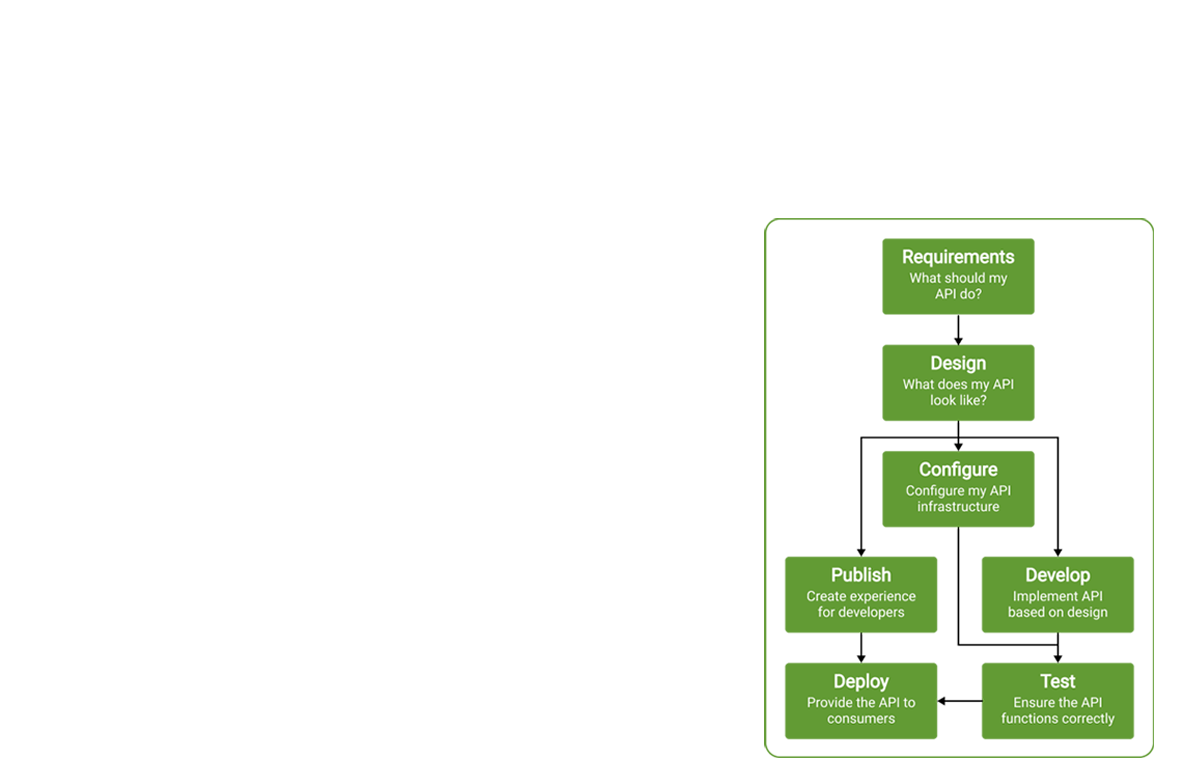 Requirements
What should my
API do?
Design
What does my API
look like?
Configure
Configure my API
infrastructure
Publish
Create experience
for developers
Develop
Implement API
based on design
Deploy
Provide the API to
consumers
Test
Ensure the API
functions correctly